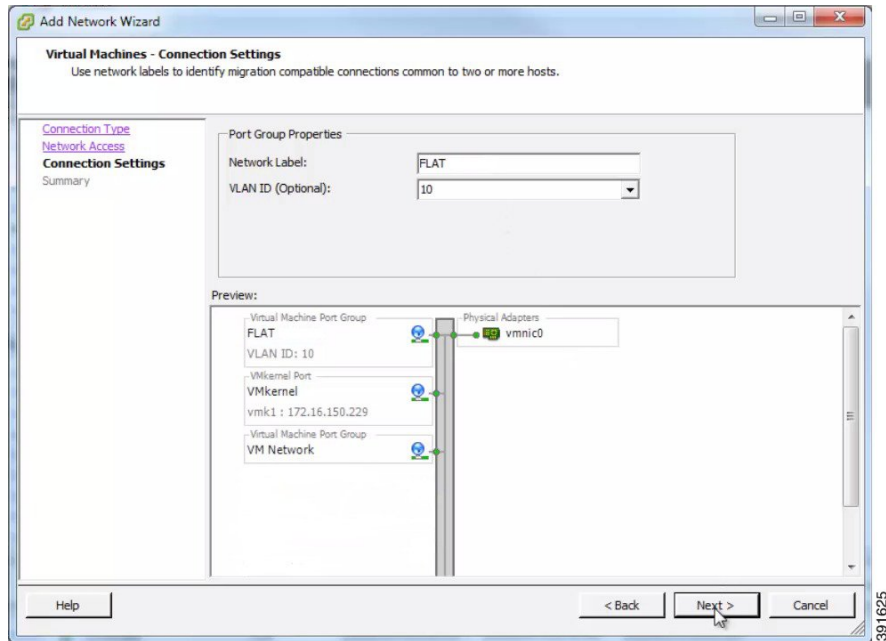 Add Network Wizard
Virtual Machines - Connection Settings
Use network labels to identify migration compatible connections common to two or more hosts.
Connection Type
Network Access
Connection Settings
Summary
Port Group Properties
Network Label: FLAT
VLAN ID (Optional): 10
Preview:
Virtual Machine Port Group
FLAT
VLAN ID: 10
VMkernel Port
VMkernel
vmk1 : 172.16.150.229
Virtual Machine Port Group
VM Network
Physical Adapters
vmnic0
Help
< Back
Next >
Cancel
391625